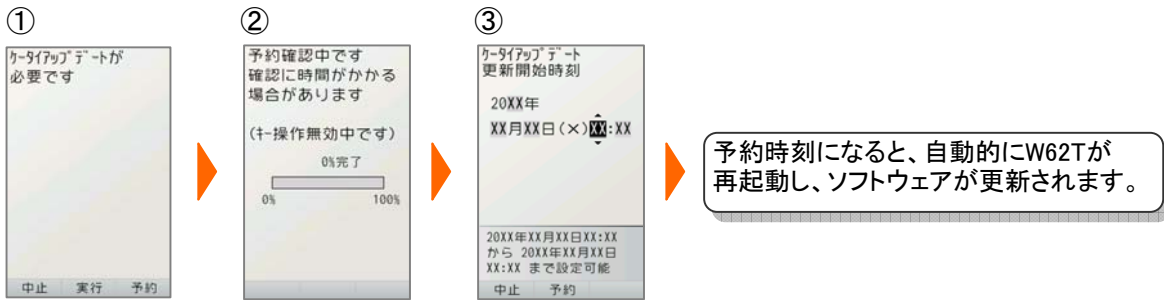 ①
ｹｰﾀｲｱｯﾌﾟﾃﾞｰﾄが
必要です
中止 実行 予約
②
予約確認中です
確認に時間がかかる
場合があります
(ｷｰ操作無効中です)
0%完了
0% 100%
③
ｹｰﾀｲｱｯﾌﾟﾃﾞｰﾄ
更新開始時刻
20XX年
XX月XX日(×)XX:XX
20XX年XX月XX日XX:XX
から 20XX年XX月XX日
XX:XX まで設定可能
中止 予約
予約時刻になると、自動的にW62Tが
再起動し、ソフトウェアが更新されます。